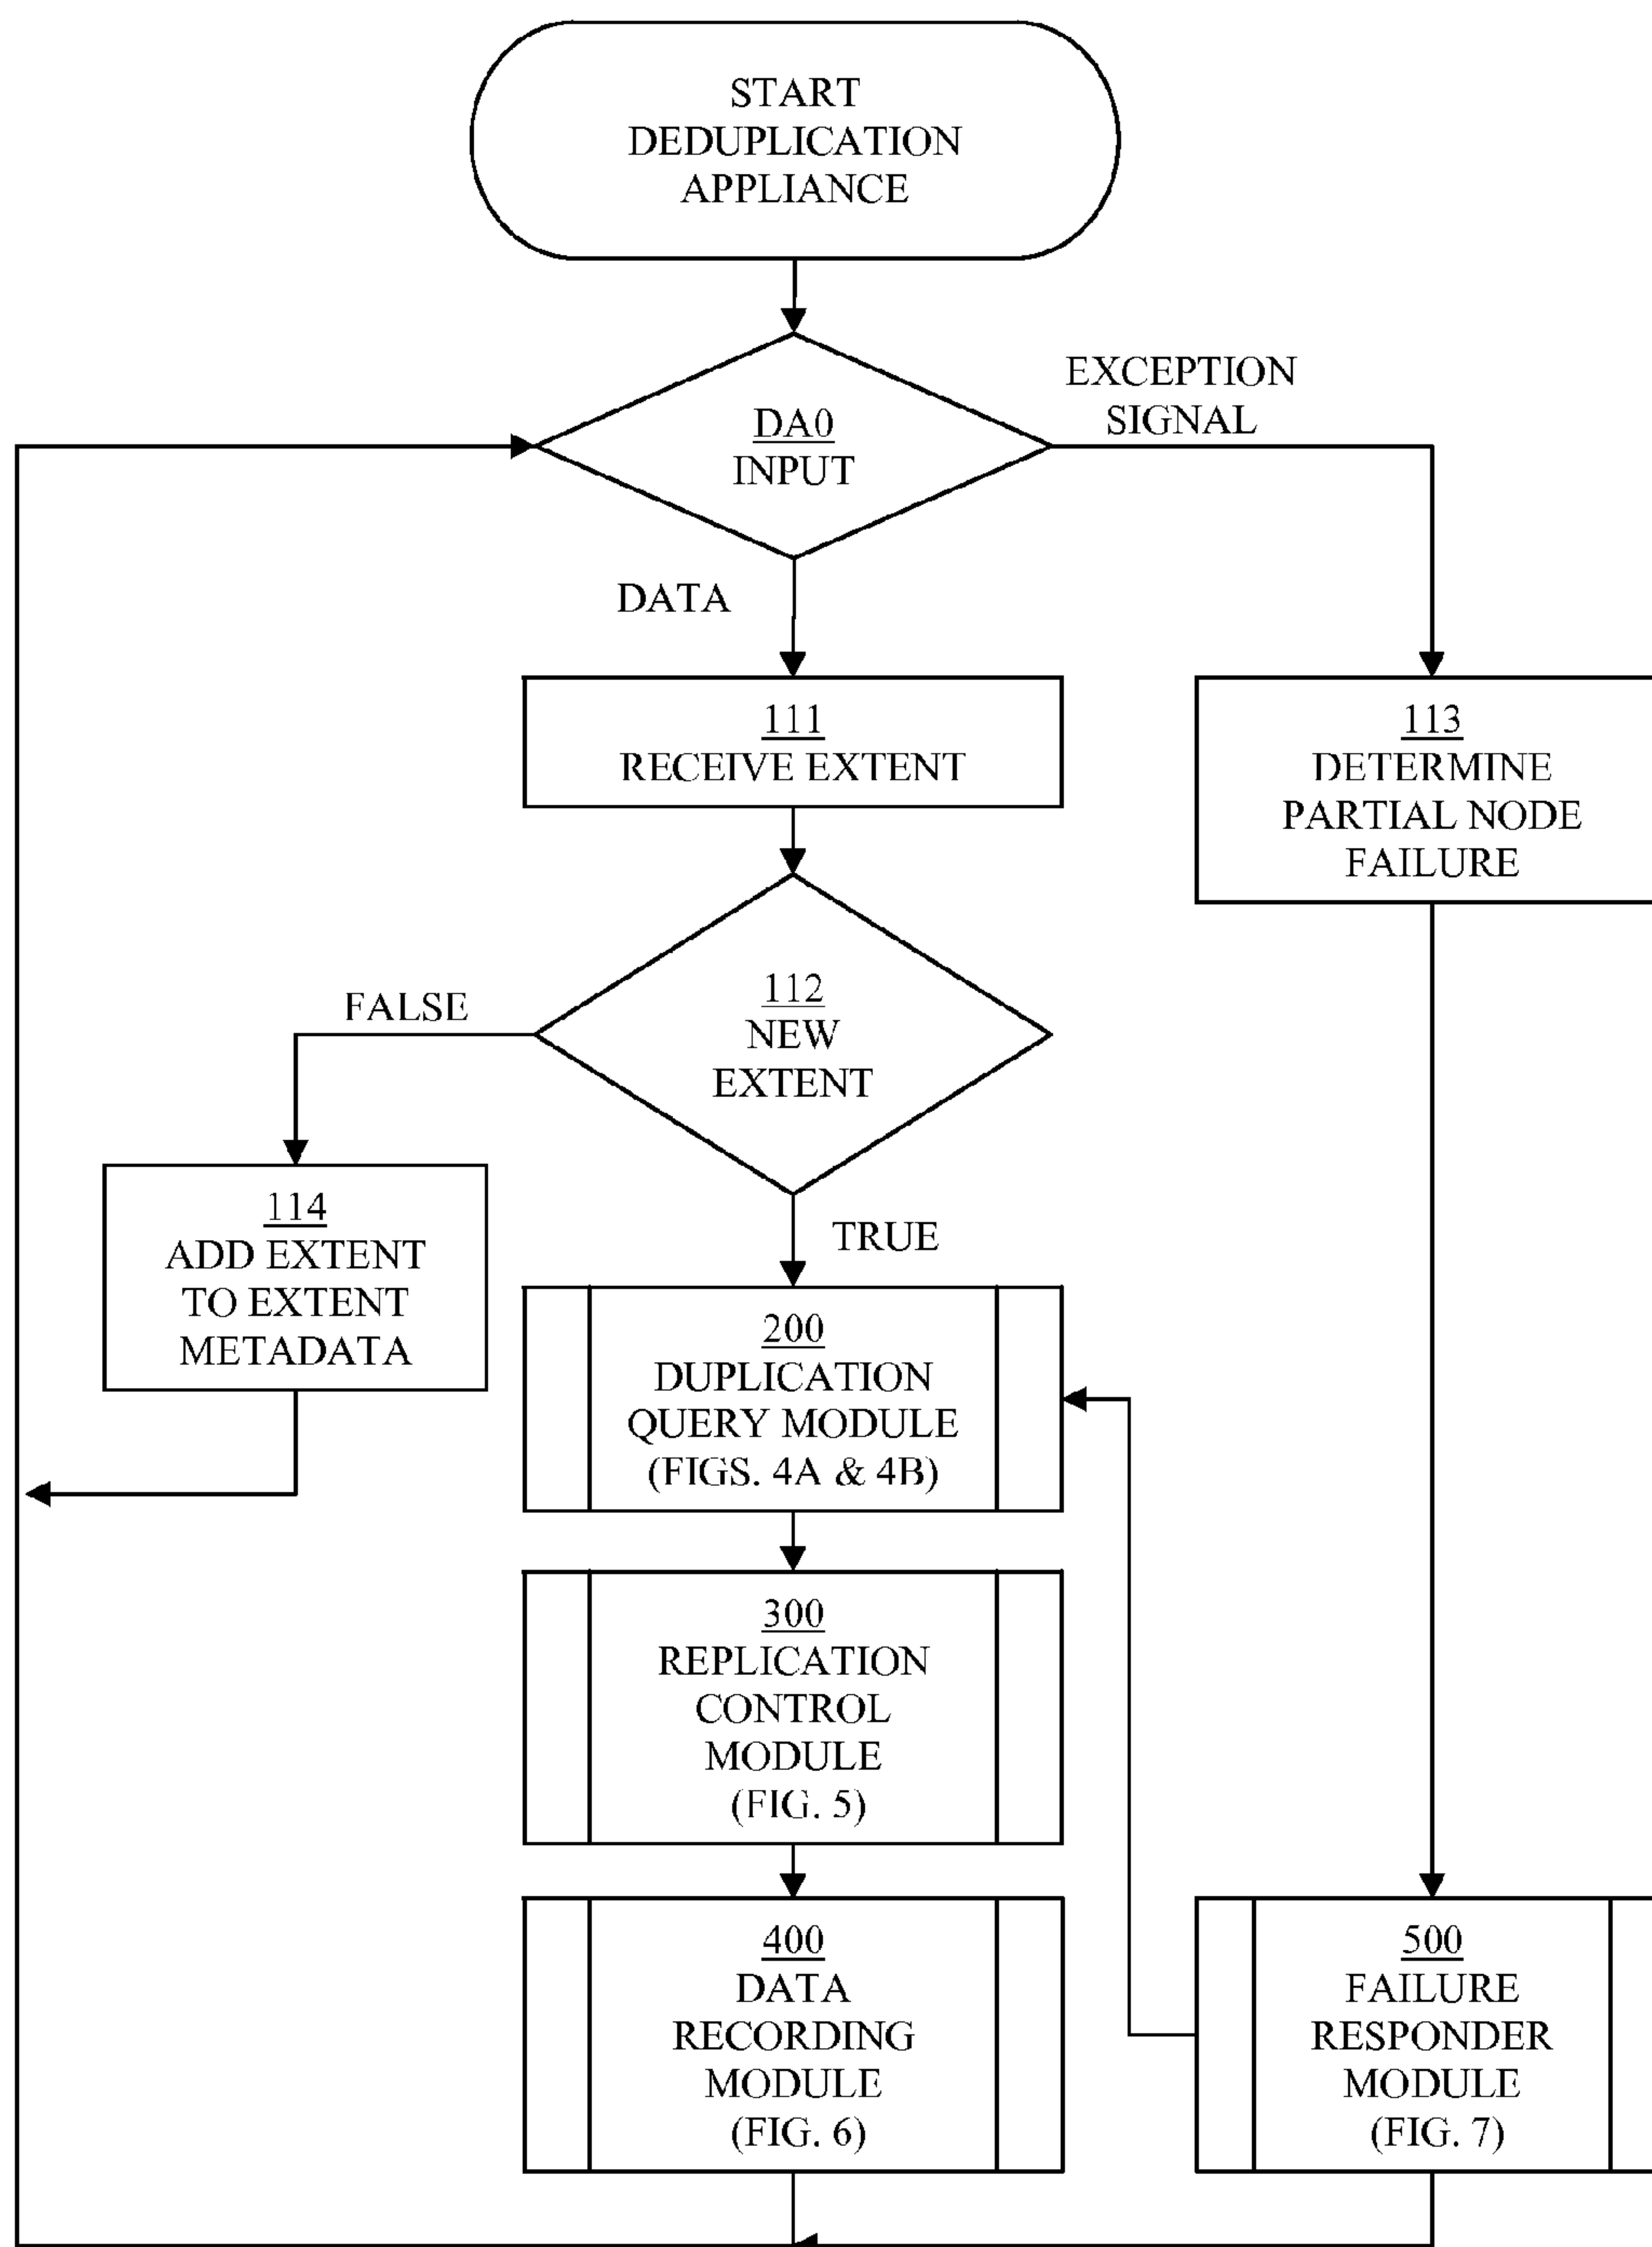 START
DEDUPLICATION
APPLIANCE
EXCEPTION
SIGNAL
DA0
INPUT
DATA
111
RECEIVE EXTENT
113
DETERMINE
PARTIAL NODE
FAILURE
FALSE
112
NEW
EXTENT
114
ADD EXTENT
TO EXTENT
METADATA
TRUE
200
DUPLICATION
QUERY MODULE
(FIGS. 4A & 4B)
300
REPLICATION
CONTROL
MODULE
(FIG. 5)
400
DATA
RECORDING
MODULE
(FIG. 6)
500
FAILURE
RESPONDER
MODULE
(FIG. 7)